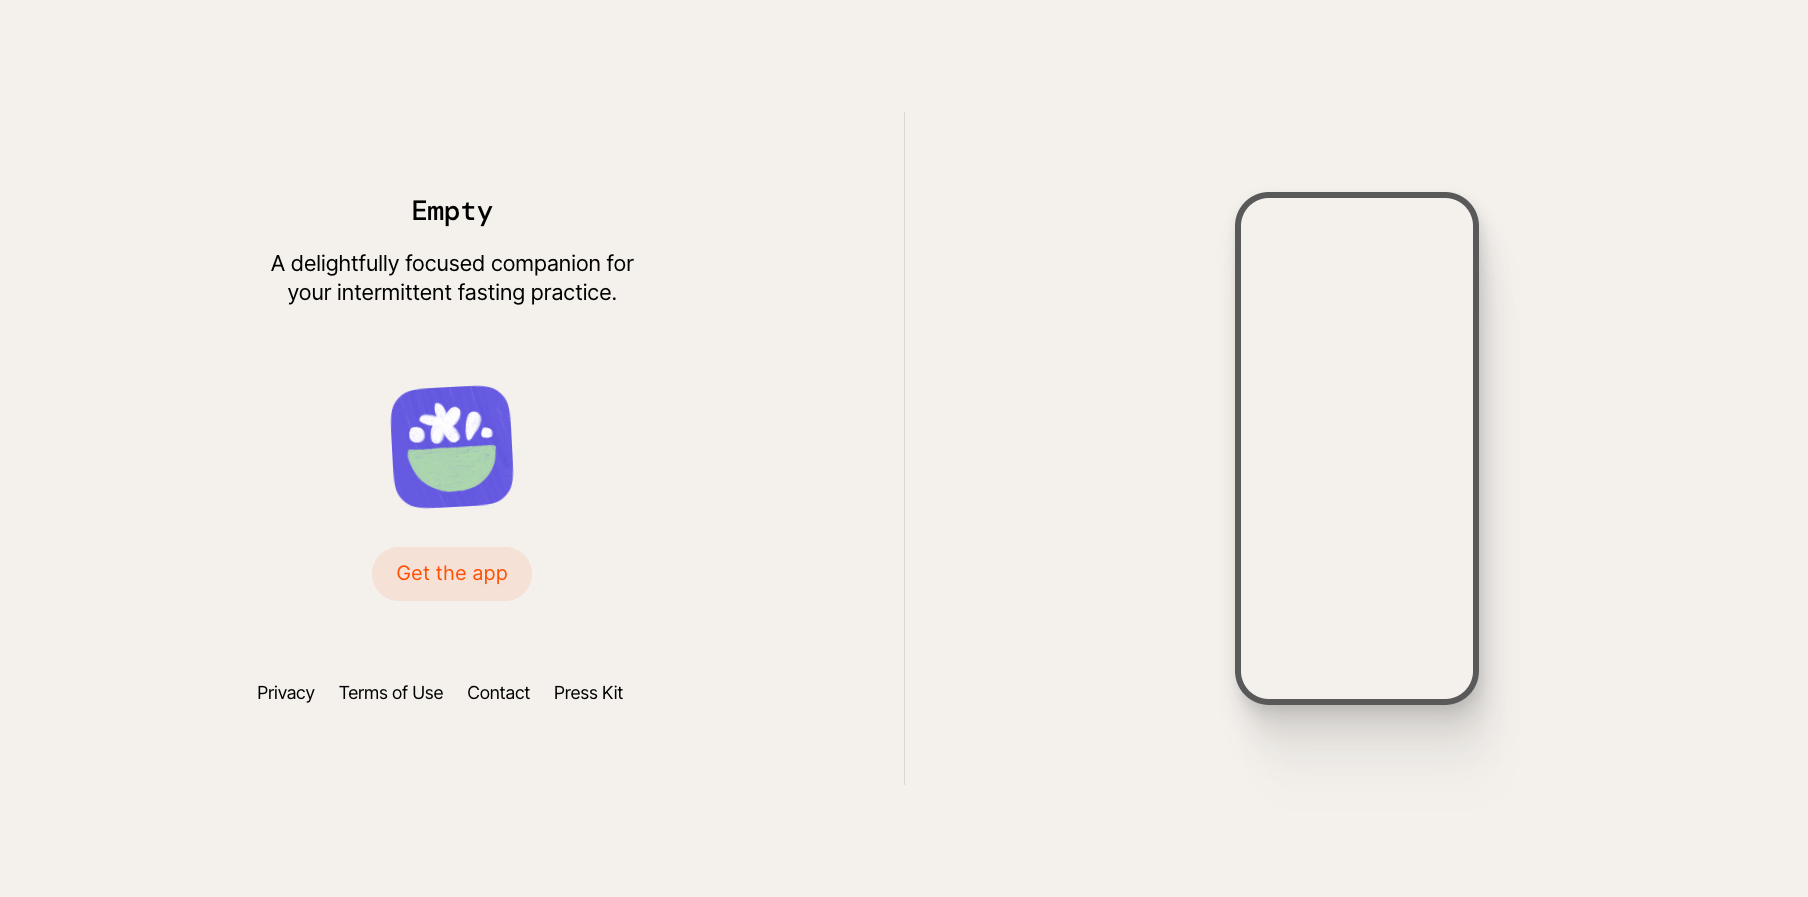 Empty
A delightfully focused companion for
your intermittent fasting practice.
Get the app
Privacy Terms of Use Contact Press Kit